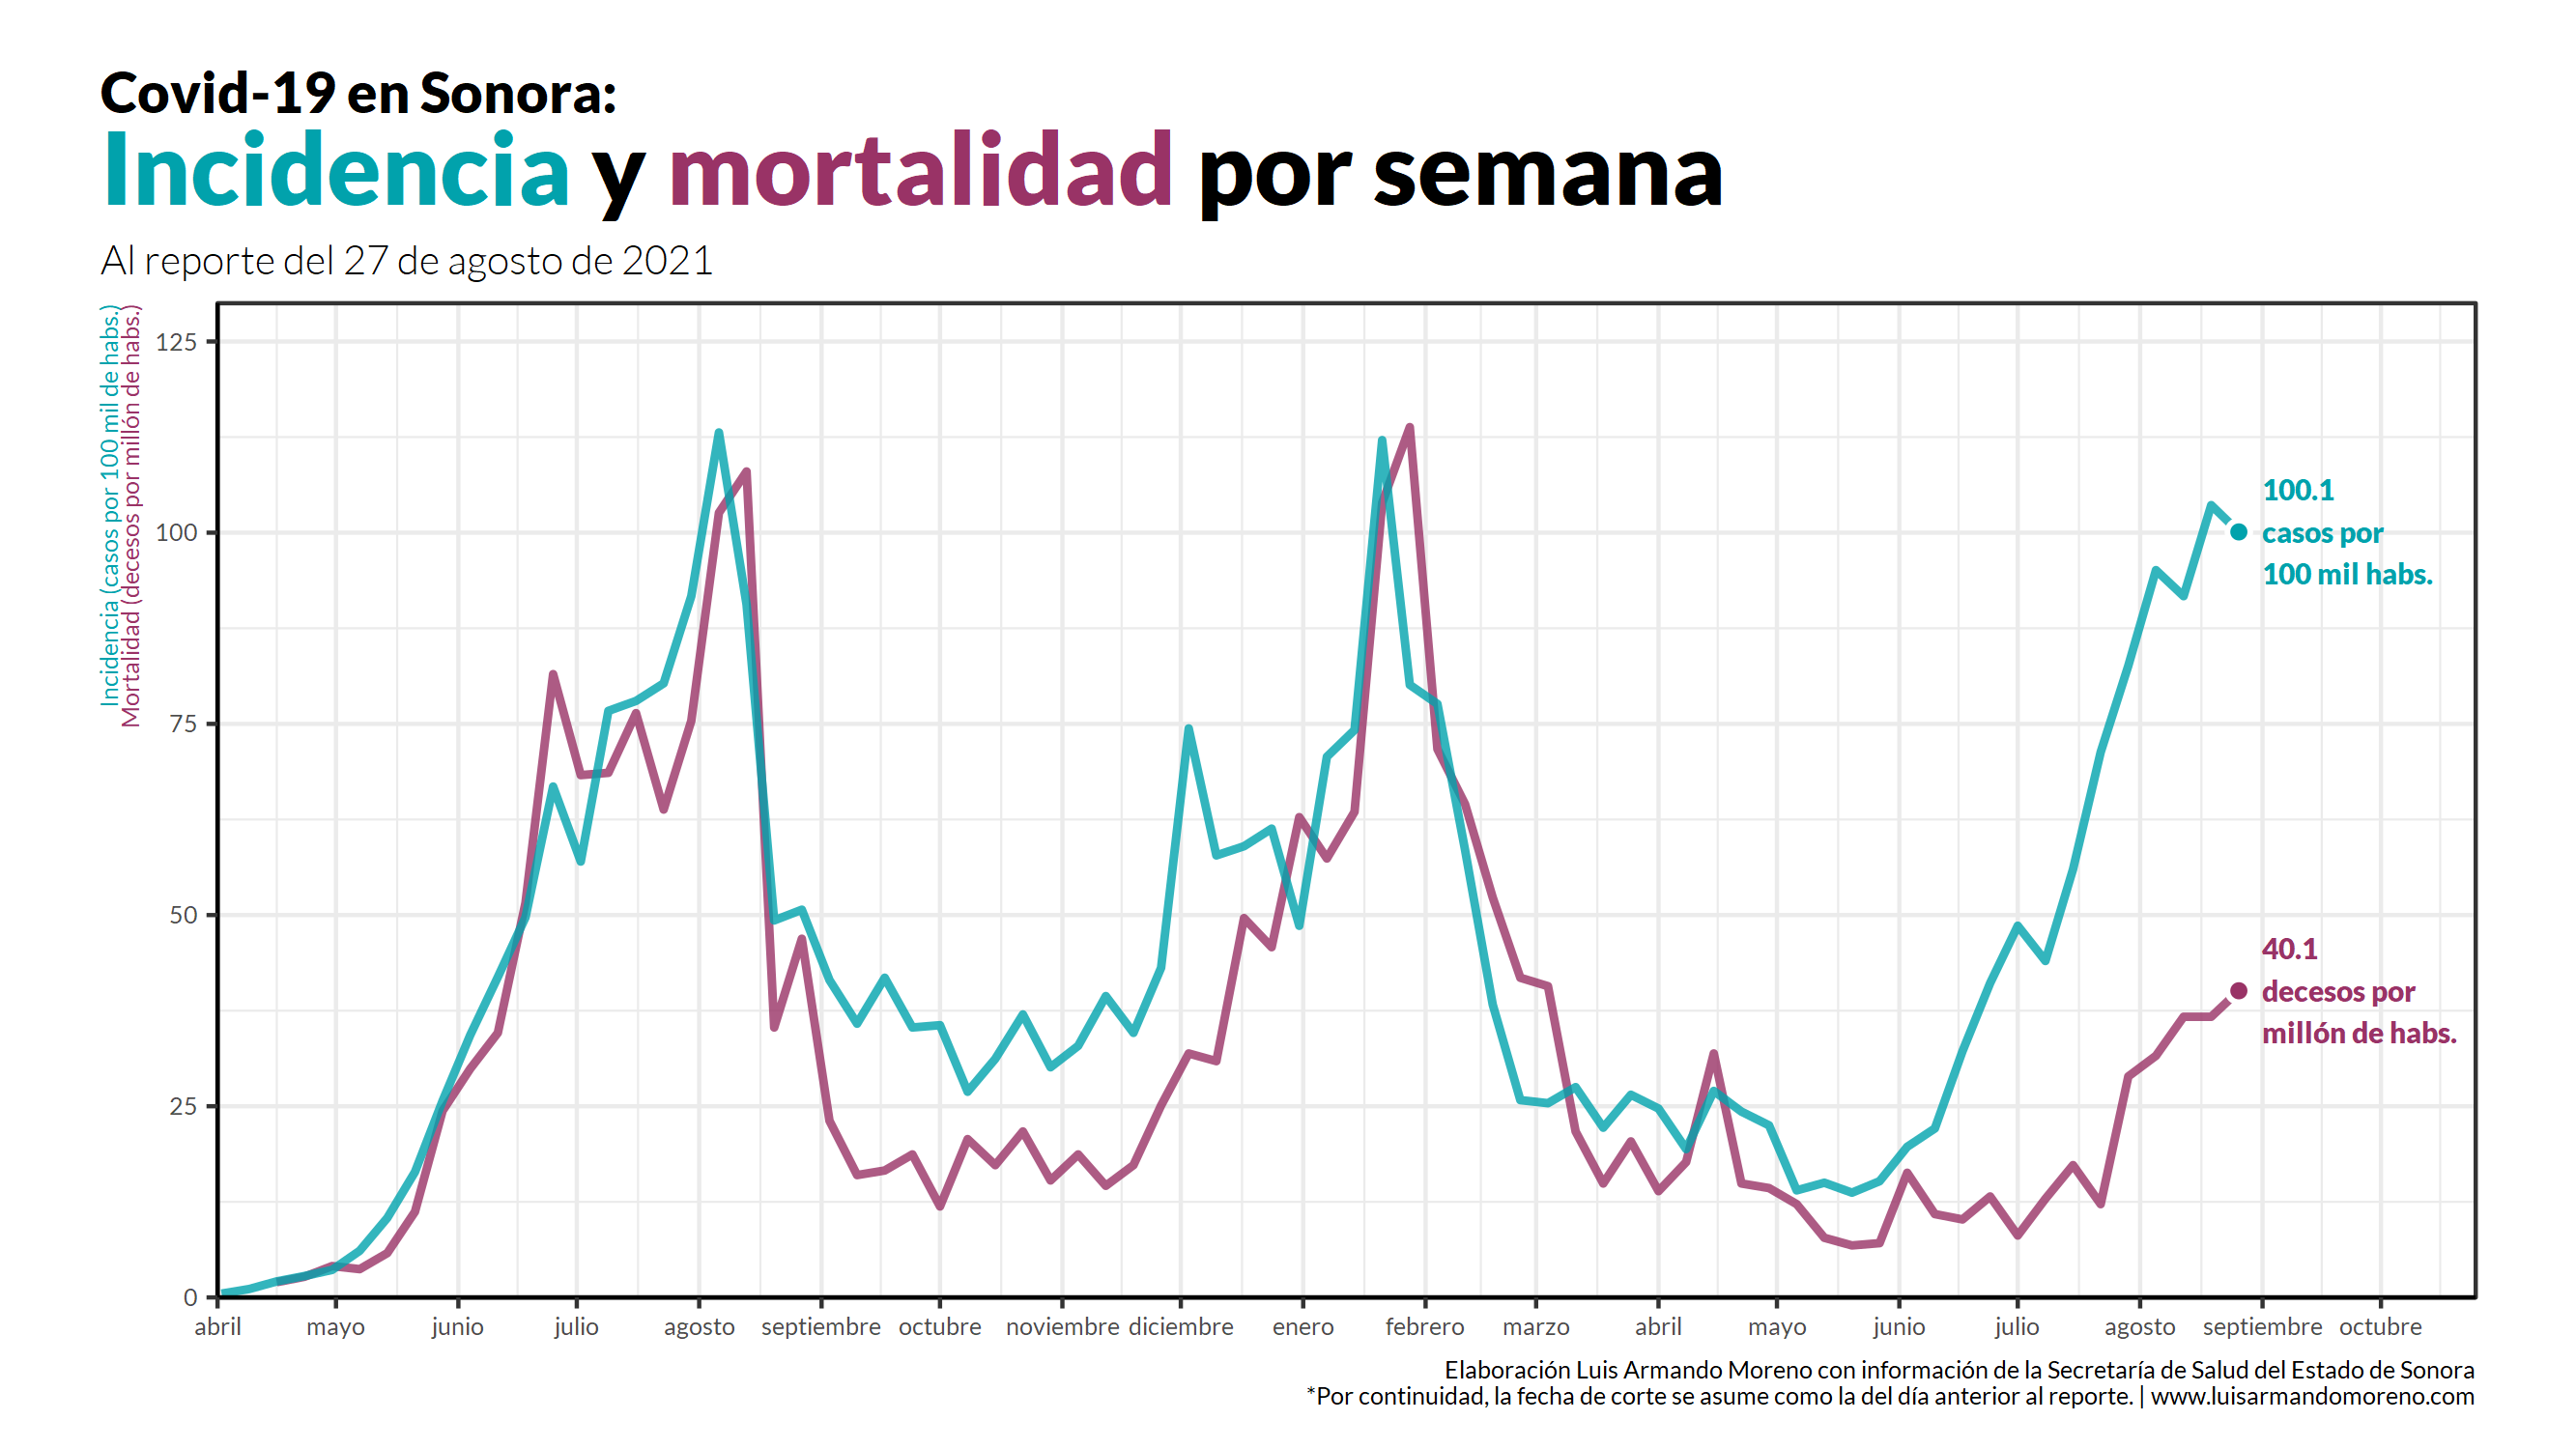 Covid-19 en Sonora:
Incidencia y mortalidad por semana
Al reporte del 27 de agosto de 2021
Incidencia (casos por 100 mil de habs.)
Mortalidad (decesos por millón de habs.)
125
100
75
50
25
0
100.1
casos por
100 mil habs.
40.1
decesos por
millón de habs.
abril mayo junio julio agosto septiembre octubre noviembre diciembre enero febrero marzo abril mayo junio julio agosto septiembre octubre
Elaboración Luis Armando Moreno con información de la Secretaría de Salud del Estado de Sonora
*Por continuidad, la fecha de corte se asume como la del día anterior al reporte. | www.luisarmandomoreno.com